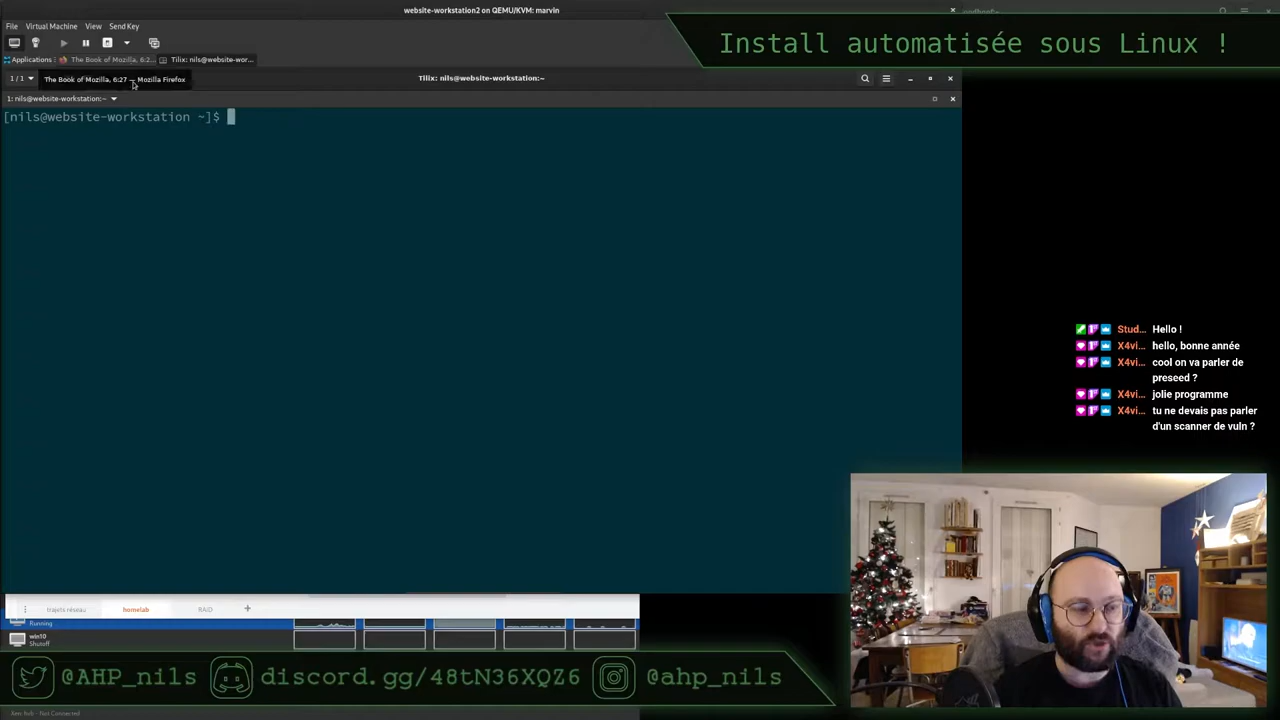 website-workstation2 on QEMU/KVM: marvin
File Virtual Machine View Send Key
Install automatisée sous Linux !
Applications The Book of Mozilla, 6:2... Tilix: nils@website-wor...
1 / 1 The Book of Mozilla, 6:27 — Mozilla Firefox Tilix: nils@website-workstation:~
1: nils@website-workstation:~
[nils@website-workstation ~]$
Stud... Hello !
X4vi... hello, bonne année
X4vi... cool on va parler de
preseed ?
X4vi... jolie programme
X4vi... tu ne devais pas parler
d'un scanner de vuln ?
trajets réseau homelab RAID +
Running
win10
Shutoff
@AHP_nils discord.gg/48tN36XQZ6 @ahp_nils